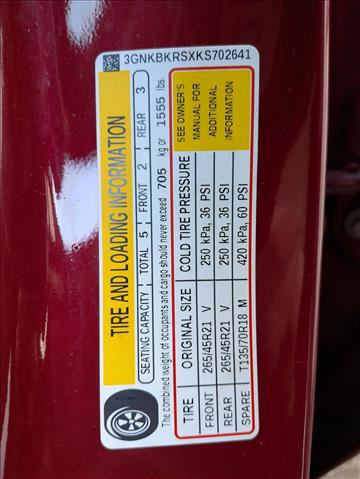 3GNKBKRSXKS702641
TIRE AND LOADING INFORMATION
SEATING CAPACITY TOTAL 5 FRONT 2 REAR 3
The combined weight of occupants and cargo should never exceed 705 kg or 1555 lbs.
TIRE ORIGINAL SIZE COLD TIRE PRESSURE
FRONT 265/45R21 V 250 kPa, 36 PSI
REAR 265/45R21 V 250 kPa, 36 PSI
SPARE T135/70R18 M 420 kPa, 60 PSI
SEE OWNER'S
MANUAL FOR
ADDITIONAL
INFORMATION